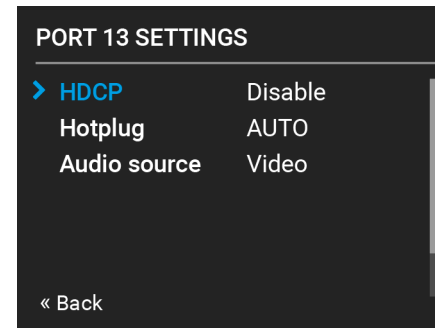 PORT 13 SETTINGS
HDCP Disable
Hotplug AUTO
Audio source Video
« Back